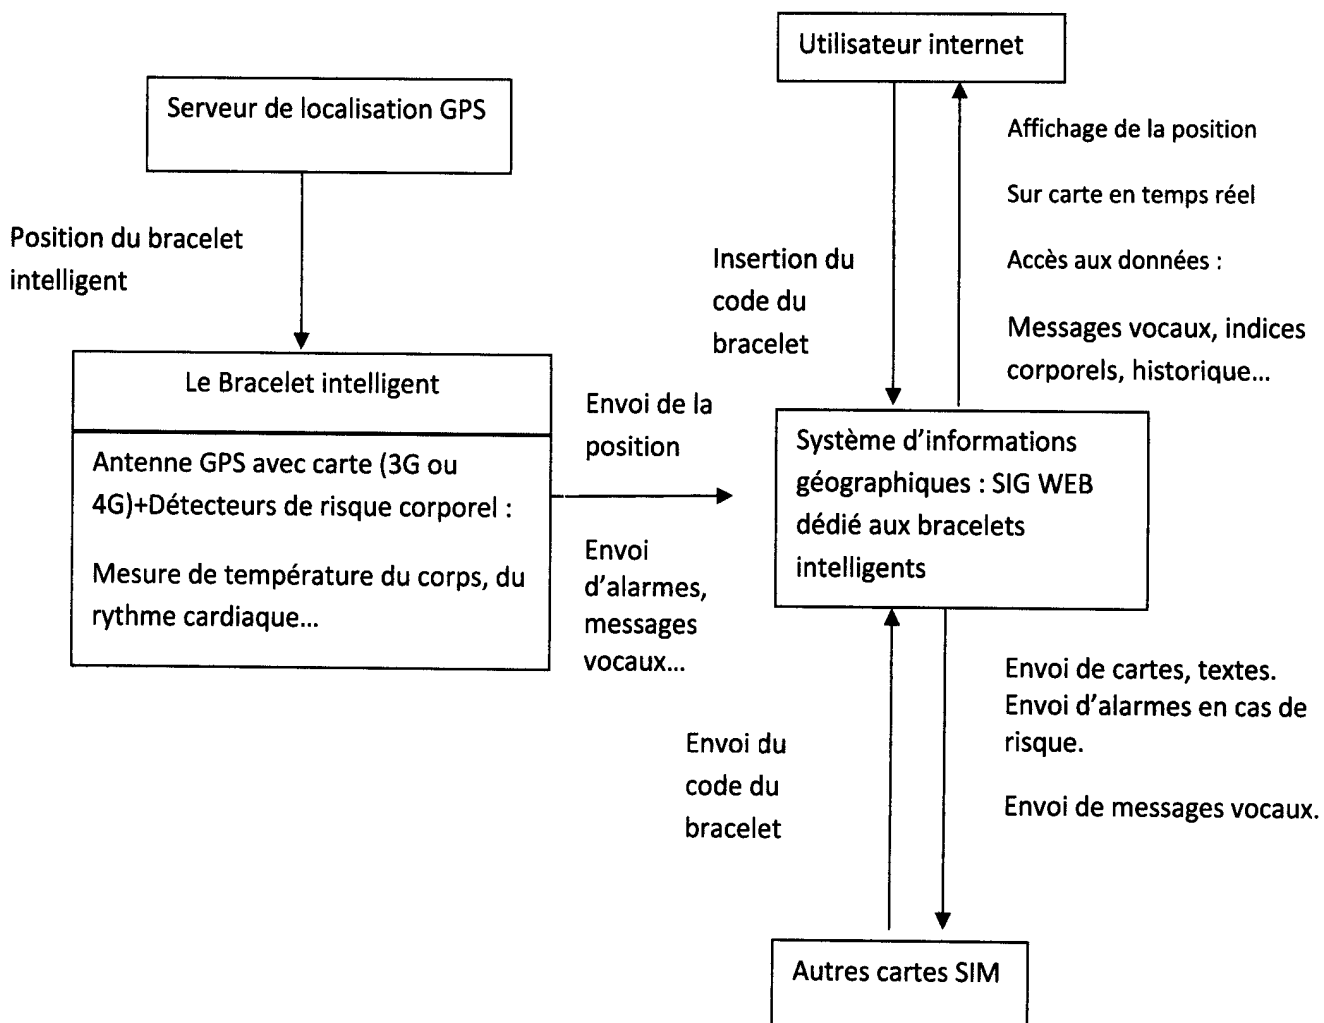 Utilisateur internet
Serveur de localisation GPS
Affichage de la position
Sur carte en temps réel
Position du bracelet
intelligent
Insertion du
code du
bracelet
Accès aux données :
Messages vocaux, indices
corporels, historique...
Le Bracelet intelligent
Antenne GPS avec carte (3G ou
4G)+Détecteurs de risque corporel :
Mesure de température du corps, du
rythme cardiaque...
Envoi de la
position
Envoi
d'alarmes,
messages
vocaux...
Système d'informations
géographiques : SIG WEB
dédié aux bracelets
intelligents
Envoi du
code du
bracelet
Envoi de cartes, textes.
Envoi d'alarmes en cas de
risque.
Envoi de messages vocaux.
Autres cartes SIM